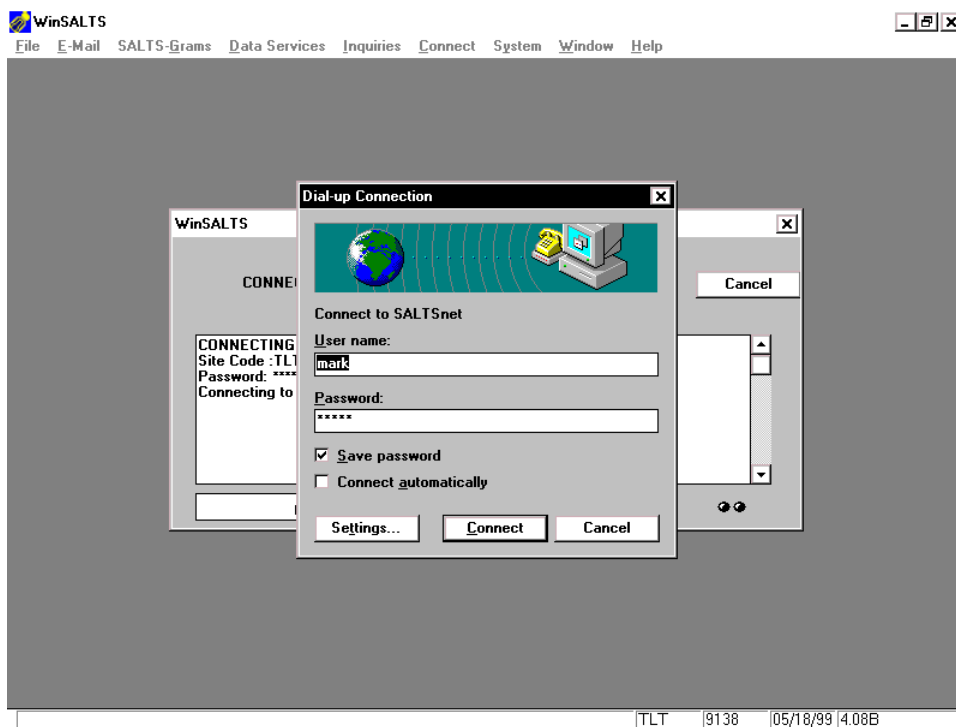 WinSALTS
File E-Mail SALTS-Grams Data Services Inquiries Connect System Window Help
WinSALTS
CONNE
Cancel
CONNECTING
Site Code :TLT
Password: ****
Connecting to
Dial-up Connection
Connect to SALTSnet
User name:
mark
Password:
*****
Save password
Connect automatically
Settings... Connect Cancel
TLT 9138 05/18/99 4.08B